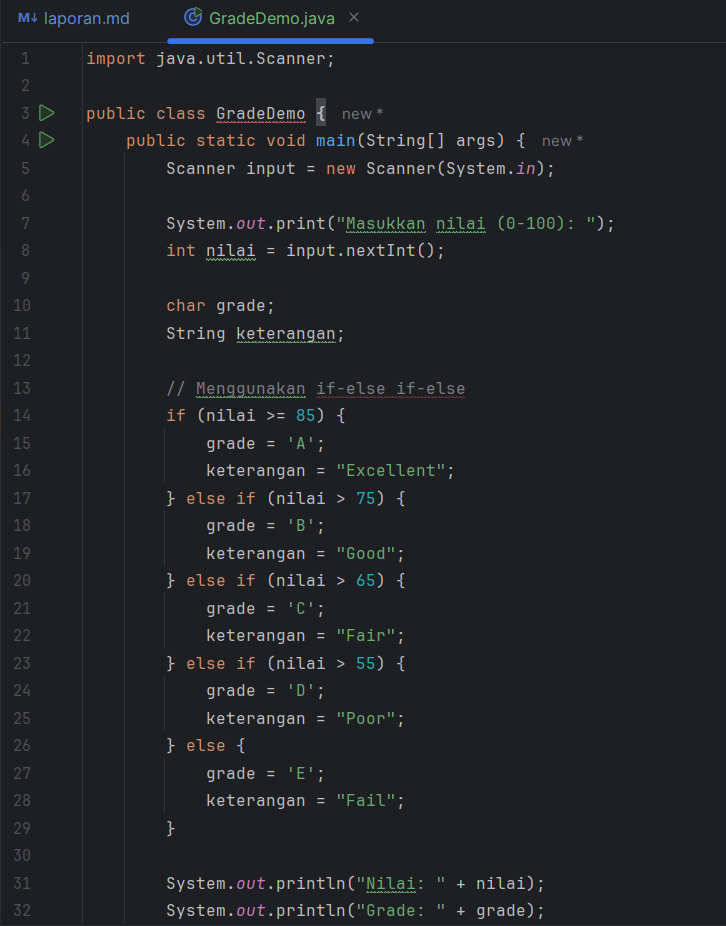 laporan.md GradeDemo.java
1 import java.util.Scanner;
2
3 public class GradeDemo { new *
4 public static void main(String[] args) { new *
5 Scanner input = new Scanner(System.in);
6
7 System.out.print("Masukkan nilai (0-100): ");
8 int nilai = input.nextInt();
9
10 char grade;
11 String keterangan;
12
13 // Menggunakan if-else if-else
14 if (nilai >= 85) {
15 grade = 'A';
16 keterangan = "Excellent";
17 } else if (nilai > 75) {
18 grade = 'B';
19 keterangan = "Good";
20 } else if (nilai > 65) {
21 grade = 'C';
22 keterangan = "Fair";
23 } else if (nilai > 55) {
24 grade = 'D';
25 keterangan = "Poor";
26 } else {
27 grade = 'E';
28 keterangan = "Fail";
29 }
30
31 System.out.println("Nilai: " + nilai);
32 System.out.println("Grade: " + grade);